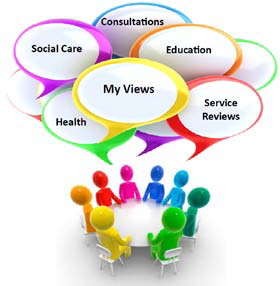 Consultations
Social Care
Education
My Views
Service
Reviews
Health